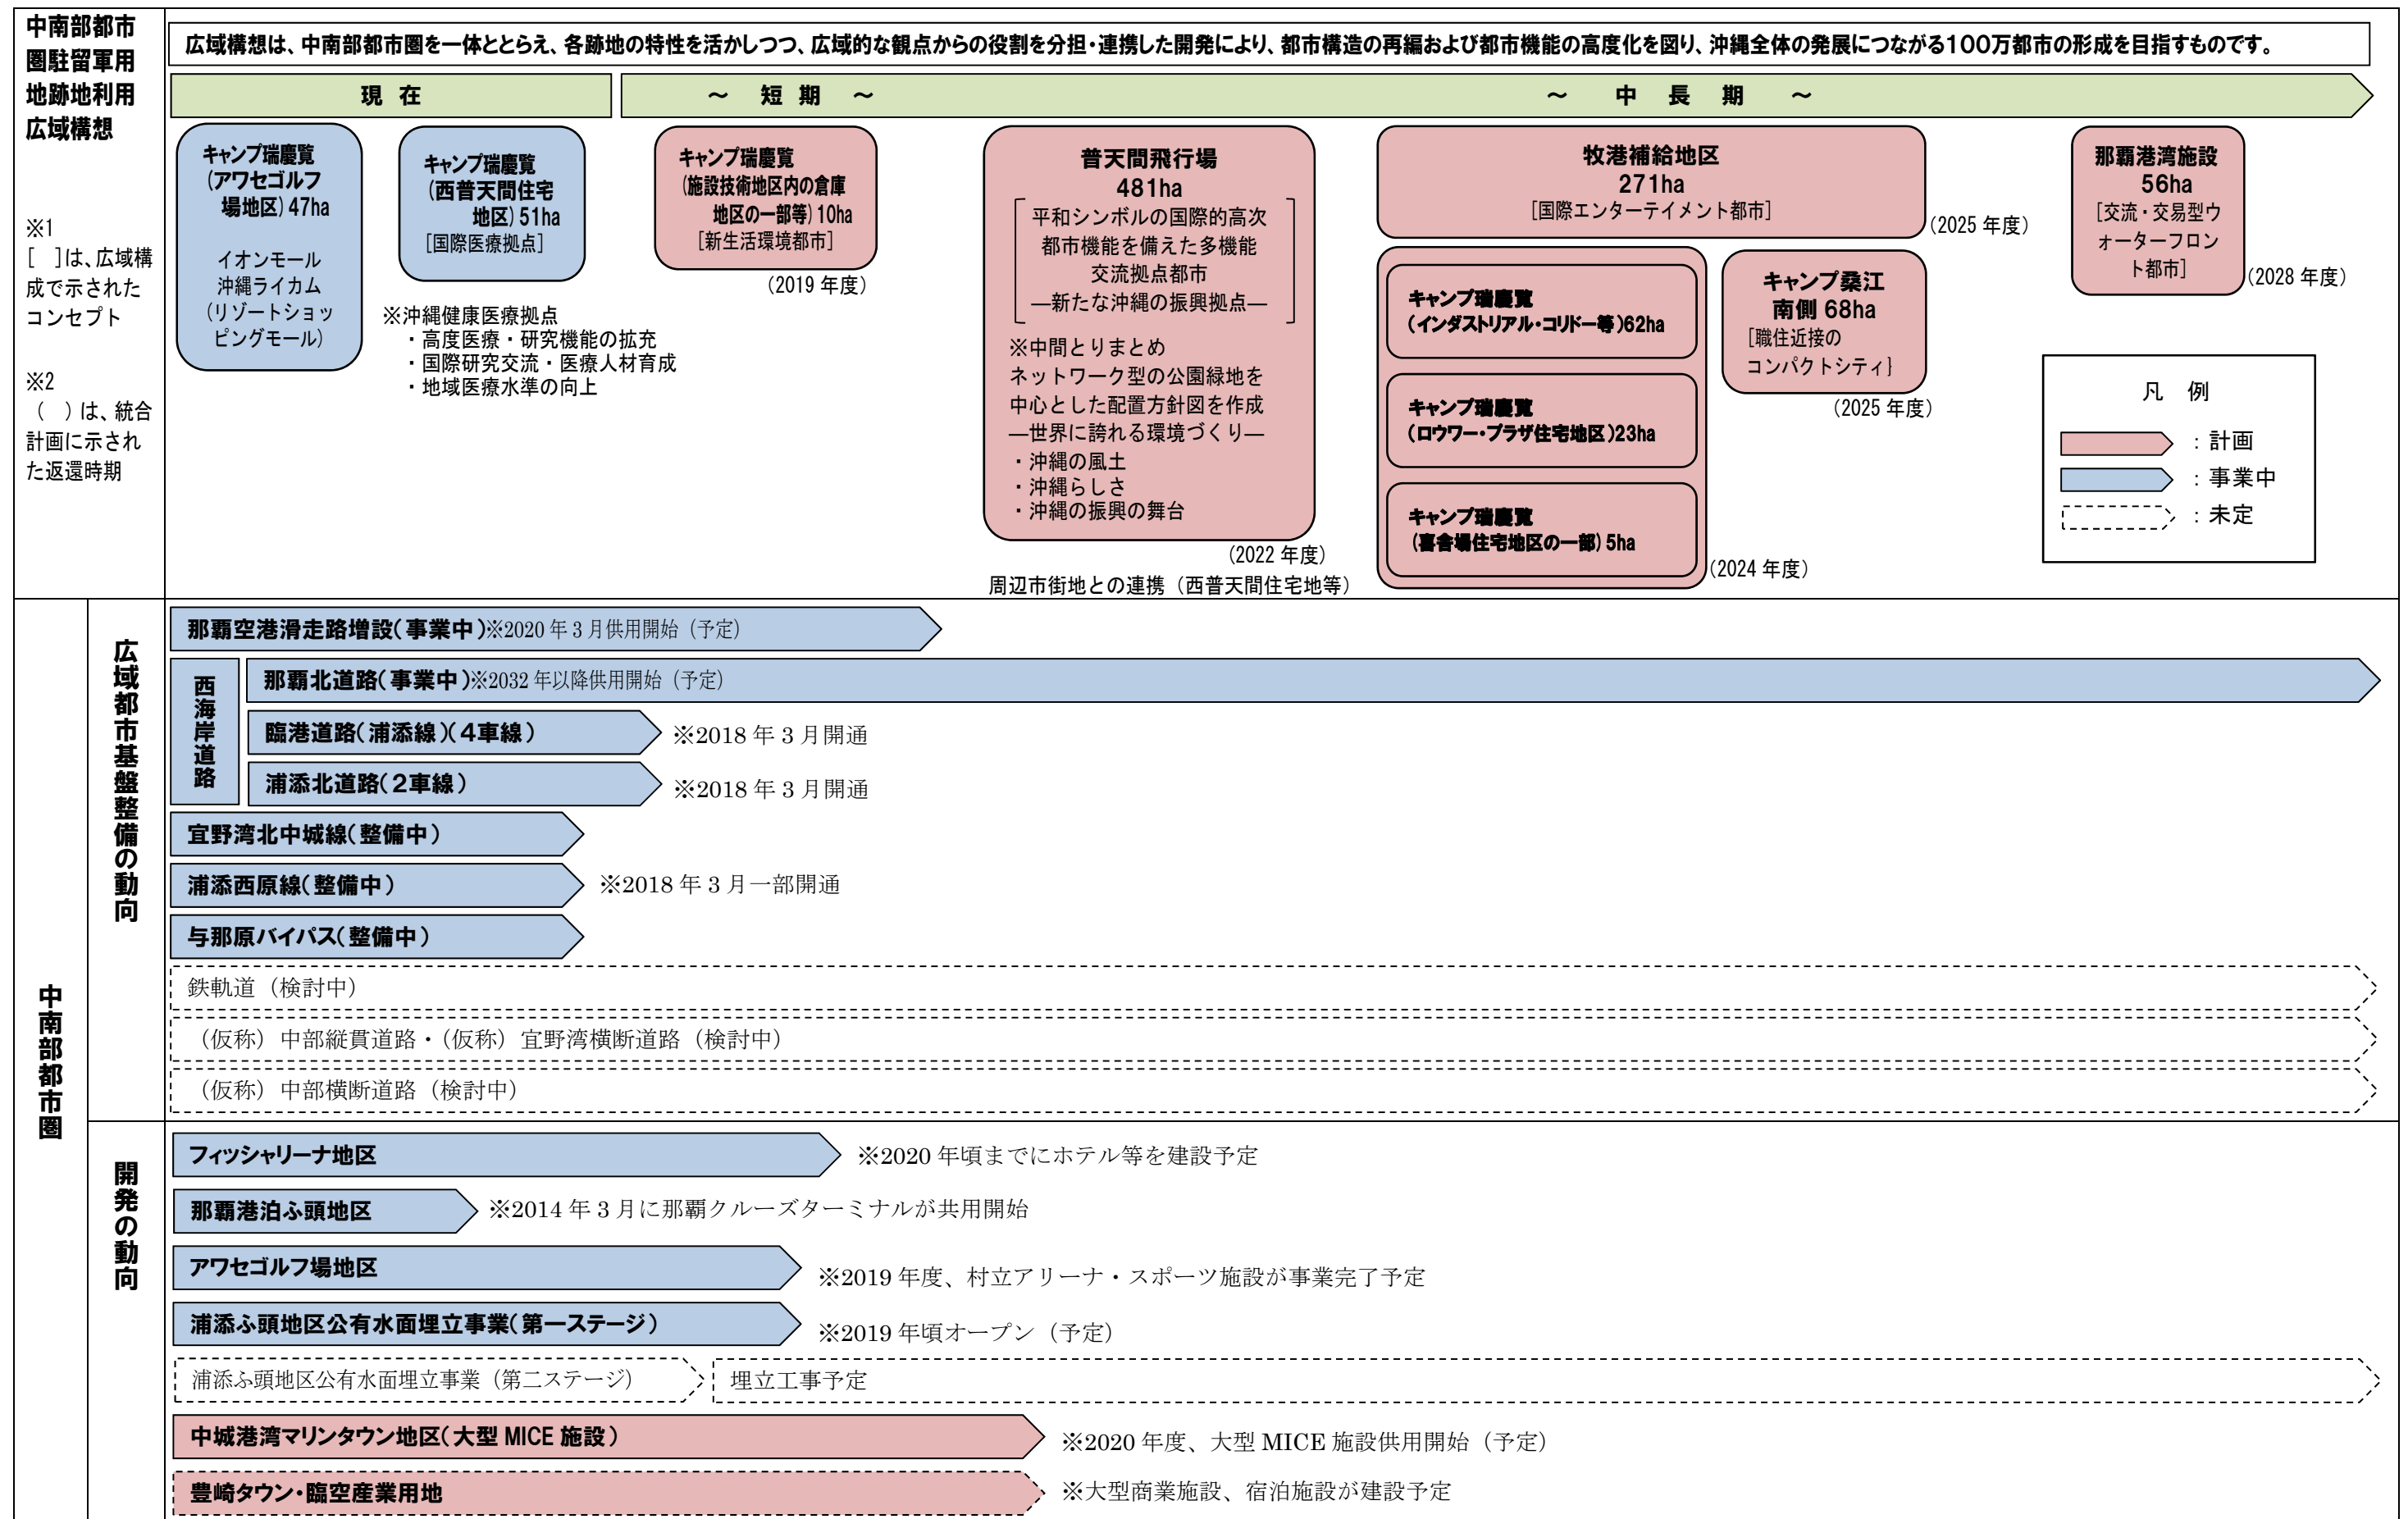 中南部都市
圏駐留軍用
地跡地利用
広域構想
※1
[　]は、広域構
成で示された
コンセプト
※2
（　）は、統合
計画に示され
た返還時期
広域構想は、中南部都市圏を一体ととらえ、各跡地の特性を活かしつつ、広域的な観点からの役割を分担・連携した開発により、都市構造の再編および都市機能の高度化を図り、沖縄全体の発展につながる100万都市の形成を目指すものです。
現 在
～　短 期　～
～　中　長　期　～
キャンプ瑞慶覧
(アワセゴルフ
場地区)47ha
イオンモール
沖縄ライカム
(リゾートショッ
ピングモール)
キャンプ瑞慶覧
(西普天間住宅
地区)51ha
[国際医療拠点]
※沖縄健康医療拠点
・高度医療・研究機能の拡充
・国際研究交流・医療人材育成
・地域医療水準の向上
キャンプ瑞慶覧
(施設技術地区内の倉庫
地区の一部等)10ha
[新生活環境都市]
(2019 年度)
普天間飛行場
481ha
平和シンボルの国際的高次
都市機能を備えた多機能
交流拠点都市
―新たな沖縄の振興拠点―
※中間とりまとめ
ネットワーク型の公園緑地を
中心とした配置方針図を作成
―世界に誇れる環境づくり―
・沖縄の風土
・沖縄らしさ
・沖縄の振興の舞台
(2022 年度)
周辺市街地との連携（西普天間住宅地等）
牧港補給地区
271ha
[国際エンターテイメント都市]
(2025 年度)
キャンプ瑞慶覧
(インダストリアル・コリドー等)62ha
キャンプ瑞慶覧
(ロウワー・プラザ住宅地区)23ha
キャンプ瑞慶覧
(喜舎場住宅地区の一部)5ha
(2024 年度)
キャンプ桑江
南側 68ha
[職住近接の
コンパクトシティ}
(2025 年度)
那覇港湾施設
56ha
[交流・交易型ウ
ォーターフロン
ト都市]
(2028 年度)
凡　例
：計画
：事業中
：未定
中南部都市圏
広域都市基盤整備の動向
那覇空港滑走路増設(事業中)※2020 年 3 月供用開始（予定）
西海岸道路
那覇北道路(事業中)※2032 年以降供用開始（予定）
臨港道路(浦添線)(4車線)
※2018 年 3 月開通
浦添北道路(2車線)
※2018 年 3 月開通
宜野湾北中城線(整備中)
浦添西原線(整備中)
※2018 年 3 月一部開通
与那原バイパス(整備中)
鉄軌道（検討中）
（仮称）中部縦貫道路・（仮称）宜野湾横断道路（検討中）
（仮称）中部横断道路（検討中）
開発の動向
フィッシャリーナ地区
※2020 年頃までにホテル等を建設予定
那覇港泊ふ頭地区
※2014 年 3 月に那覇クルーズターミナルが共用開始
アワセゴルフ場地区
※2019 年度、村立アリーナ・スポーツ施設が事業完了予定
浦添ふ頭地区公有水面埋立事業(第一ステージ)
※2019 年頃オープン（予定）
浦添ふ頭地区公有水面埋立事業（第二ステージ）
埋立工事予定
中城港湾マリンタウン地区(大型 MICE 施設)
※2020 年度、大型 MICE 施設供用開始（予定）
豊崎タウン・臨空産業用地
※大型商業施設、宿泊施設が建設予定